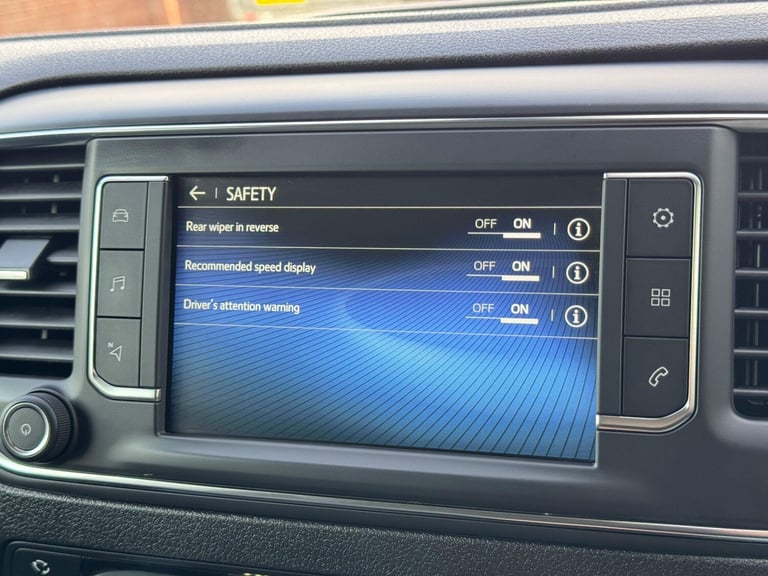 ← | SAFETY
Rear wiper in reverse OFF ON | i
Recommended speed display OFF ON | i
Driver's attention warning OFF ON | i
N